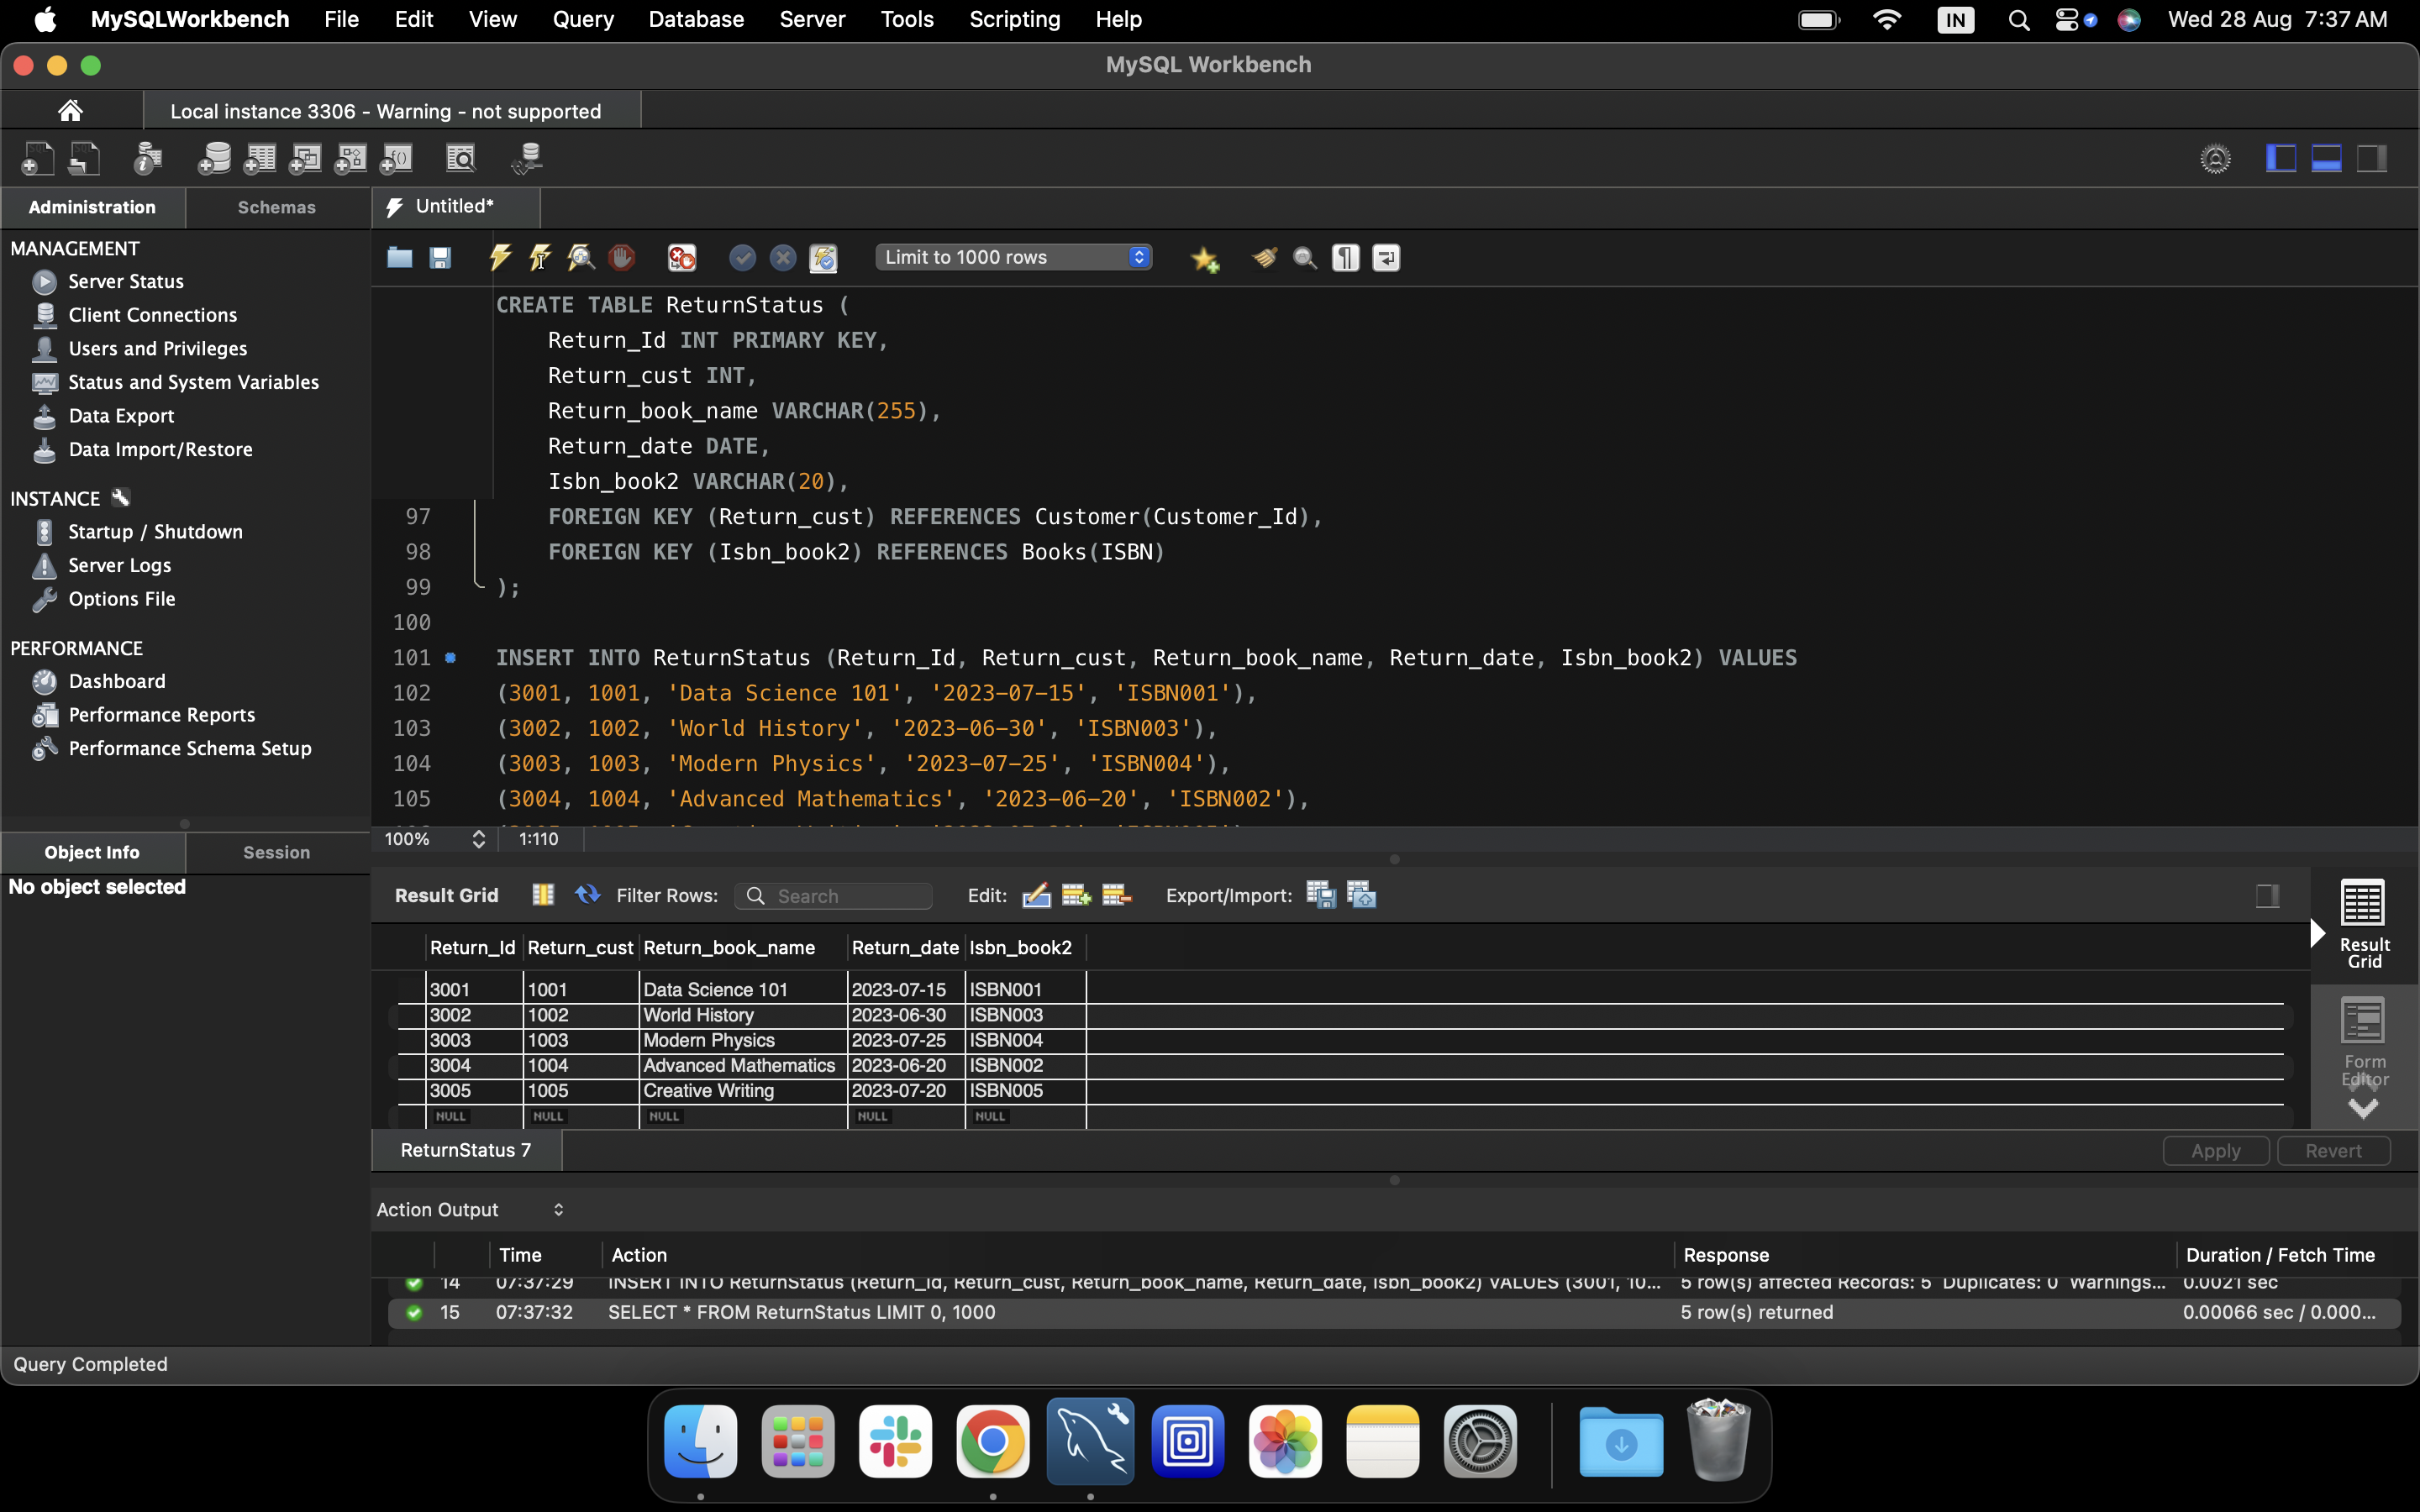 MySQLWorkbench File Edit View Query Database Server Tools Scripting Help IN Wed 28 Aug 7:37 AM
MySQL Workbench
Local instance 3306 - Warning - not supported
Administration Schemas Untitled*
MANAGEMENT
Server Status
Client Connections
Users and Privileges
Status and System Variables
Data Export
Data Import/Restore
INSTANCE
Startup / Shutdown
Server Logs
Options File
PERFORMANCE
Dashboard
Performance Reports
Performance Schema Setup
Object Info Session
No object selected
Limit to 1000 rows
CREATE TABLE ReturnStatus (
Return_Id INT PRIMARY KEY,
Return_cust INT,
Return_book_name VARCHAR(255),
Return_date DATE,
Isbn_book2 VARCHAR(20),
97 FOREIGN KEY (Return_cust) REFERENCES Customer(Customer_Id),
98 FOREIGN KEY (Isbn_book2) REFERENCES Books(ISBN)
99 );
100
101 INSERT INTO ReturnStatus (Return_Id, Return_cust, Return_book_name, Return_date, Isbn_book2) VALUES
102 (3001, 1001, 'Data Science 101', '2023-07-15', 'ISBN001'),
103 (3002, 1002, 'World History', '2023-06-30', 'ISBN003'),
104 (3003, 1003, 'Modern Physics', '2023-07-25', 'ISBN004'),
105 (3004, 1004, 'Advanced Mathematics', '2023-06-20', 'ISBN002'),
100% 1:110
Result Grid Filter Rows: Search Edit: Export/Import:
Return_Id Return_cust Return_book_name Return_date Isbn_book2
3001 1001 Data Science 101 2023-07-15 ISBN001
3002 1002 World History 2023-06-30 ISBN003
3003 1003 Modern Physics 2023-07-25 ISBN004
3004 1004 Advanced Mathematics 2023-06-20 ISBN002
3005 1005 Creative Writing 2023-07-20 ISBN005
NULL NULL NULL NULL NULL
Result
Grid
Form
Editor
ReturnStatus 7 Apply Revert
Action Output
Time Action Response Duration / Fetch Time
14 07:37:29 INSERT INTO ReturnStatus (Return_Id, Return_cust, Return_book_name, Return_date, Isbn_book2) VALUES (3001, 10... 5 row(s) affected Records: 5 Duplicates: 0 Warnings... 0.0021 sec
15 07:37:32 SELECT * FROM ReturnStatus LIMIT 0, 1000 5 row(s) returned 0.00066 sec / 0.000...
Query Completed